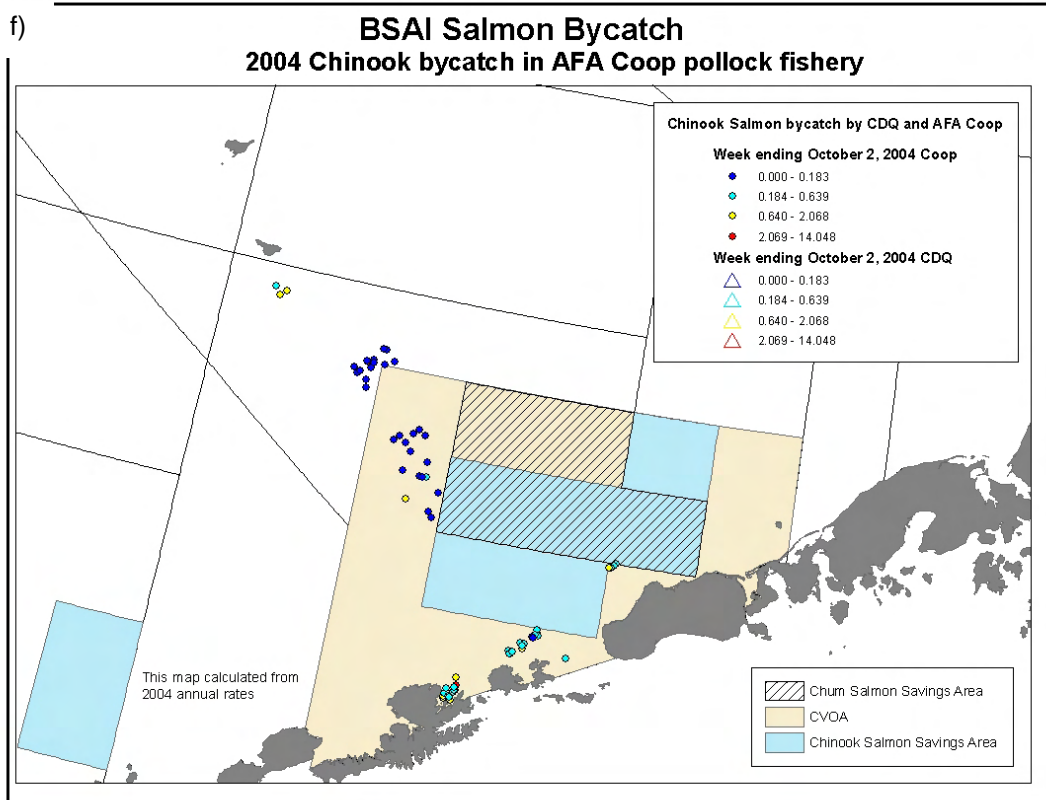 f)
BSAI Salmon Bycatch
2004 Chinook bycatch in AFA Coop pollock fishery
Chinook Salmon bycatch by CDQ and AFA Coop
Week ending October 2, 2004 Coop
0.000 - 0.183
0.184 - 0.639
0.640 - 2.068
2.069 - 14.048
Week ending October 2, 2004 CDQ
0.000 - 0.183
0.184 - 0.639
0.640 - 2.068
2.069 - 14.048
This map calculated from
2004 annual rates
Chum Salmon Savings Area
CVOA
Chinook Salmon Savings Area